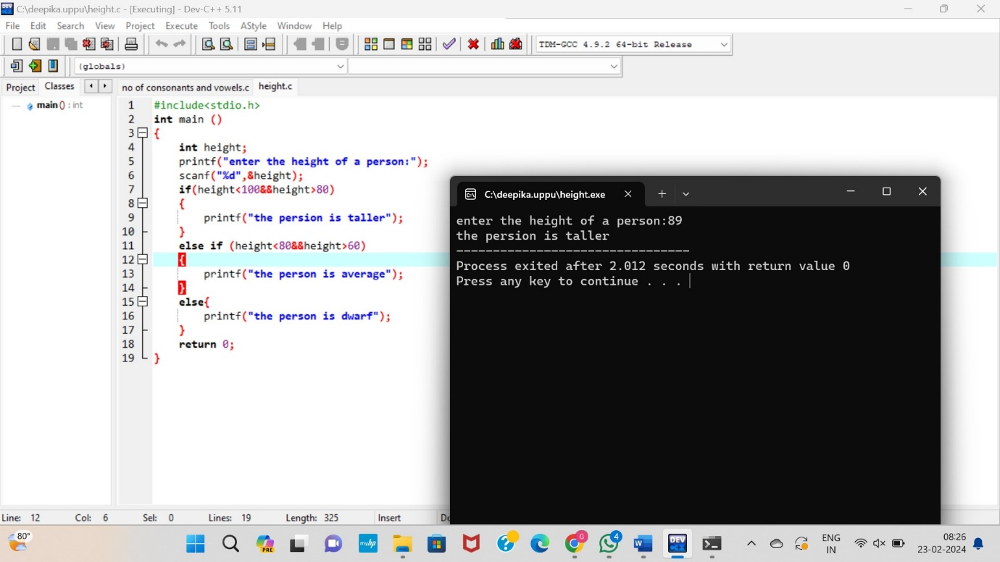 C:\deepika.uppu\height.c - [Executing] - Dev-C++ 5.11
File Edit Search View Project Execute Tools AStyle Window Help
TDM-GCC 4.9.2 64-bit Release
(globals)
Project Classes no of consonants and vowels.c height.c
main () : int
1 #include<stdio.h>
2 int main ()
3 {
4 int height;
5 printf("enter the height of a person:");
6 scanf("%d",&height);
7 if(height<100&&height>80)
8 {
9 printf("the persion is taller");
10 }
11 else if (height<80&&height>60)
12 {
13 printf("the person is average");
14 }
15 else{
16 printf("the person is dwarf");
17 }
18 return 0;
19 }
C:\deepika.uppu\height.exe
enter the height of a person:89
the persion is taller
--------------------------------
Process exited after 2.012 seconds with return value 0
Press any key to continue . . .
Line: 12 Col: 6 Sel: 0 Lines: 19 Length: 325 Insert
80°
PRE
myhp
G
4
DEV
ENG
IN
08:26
23-02-2024